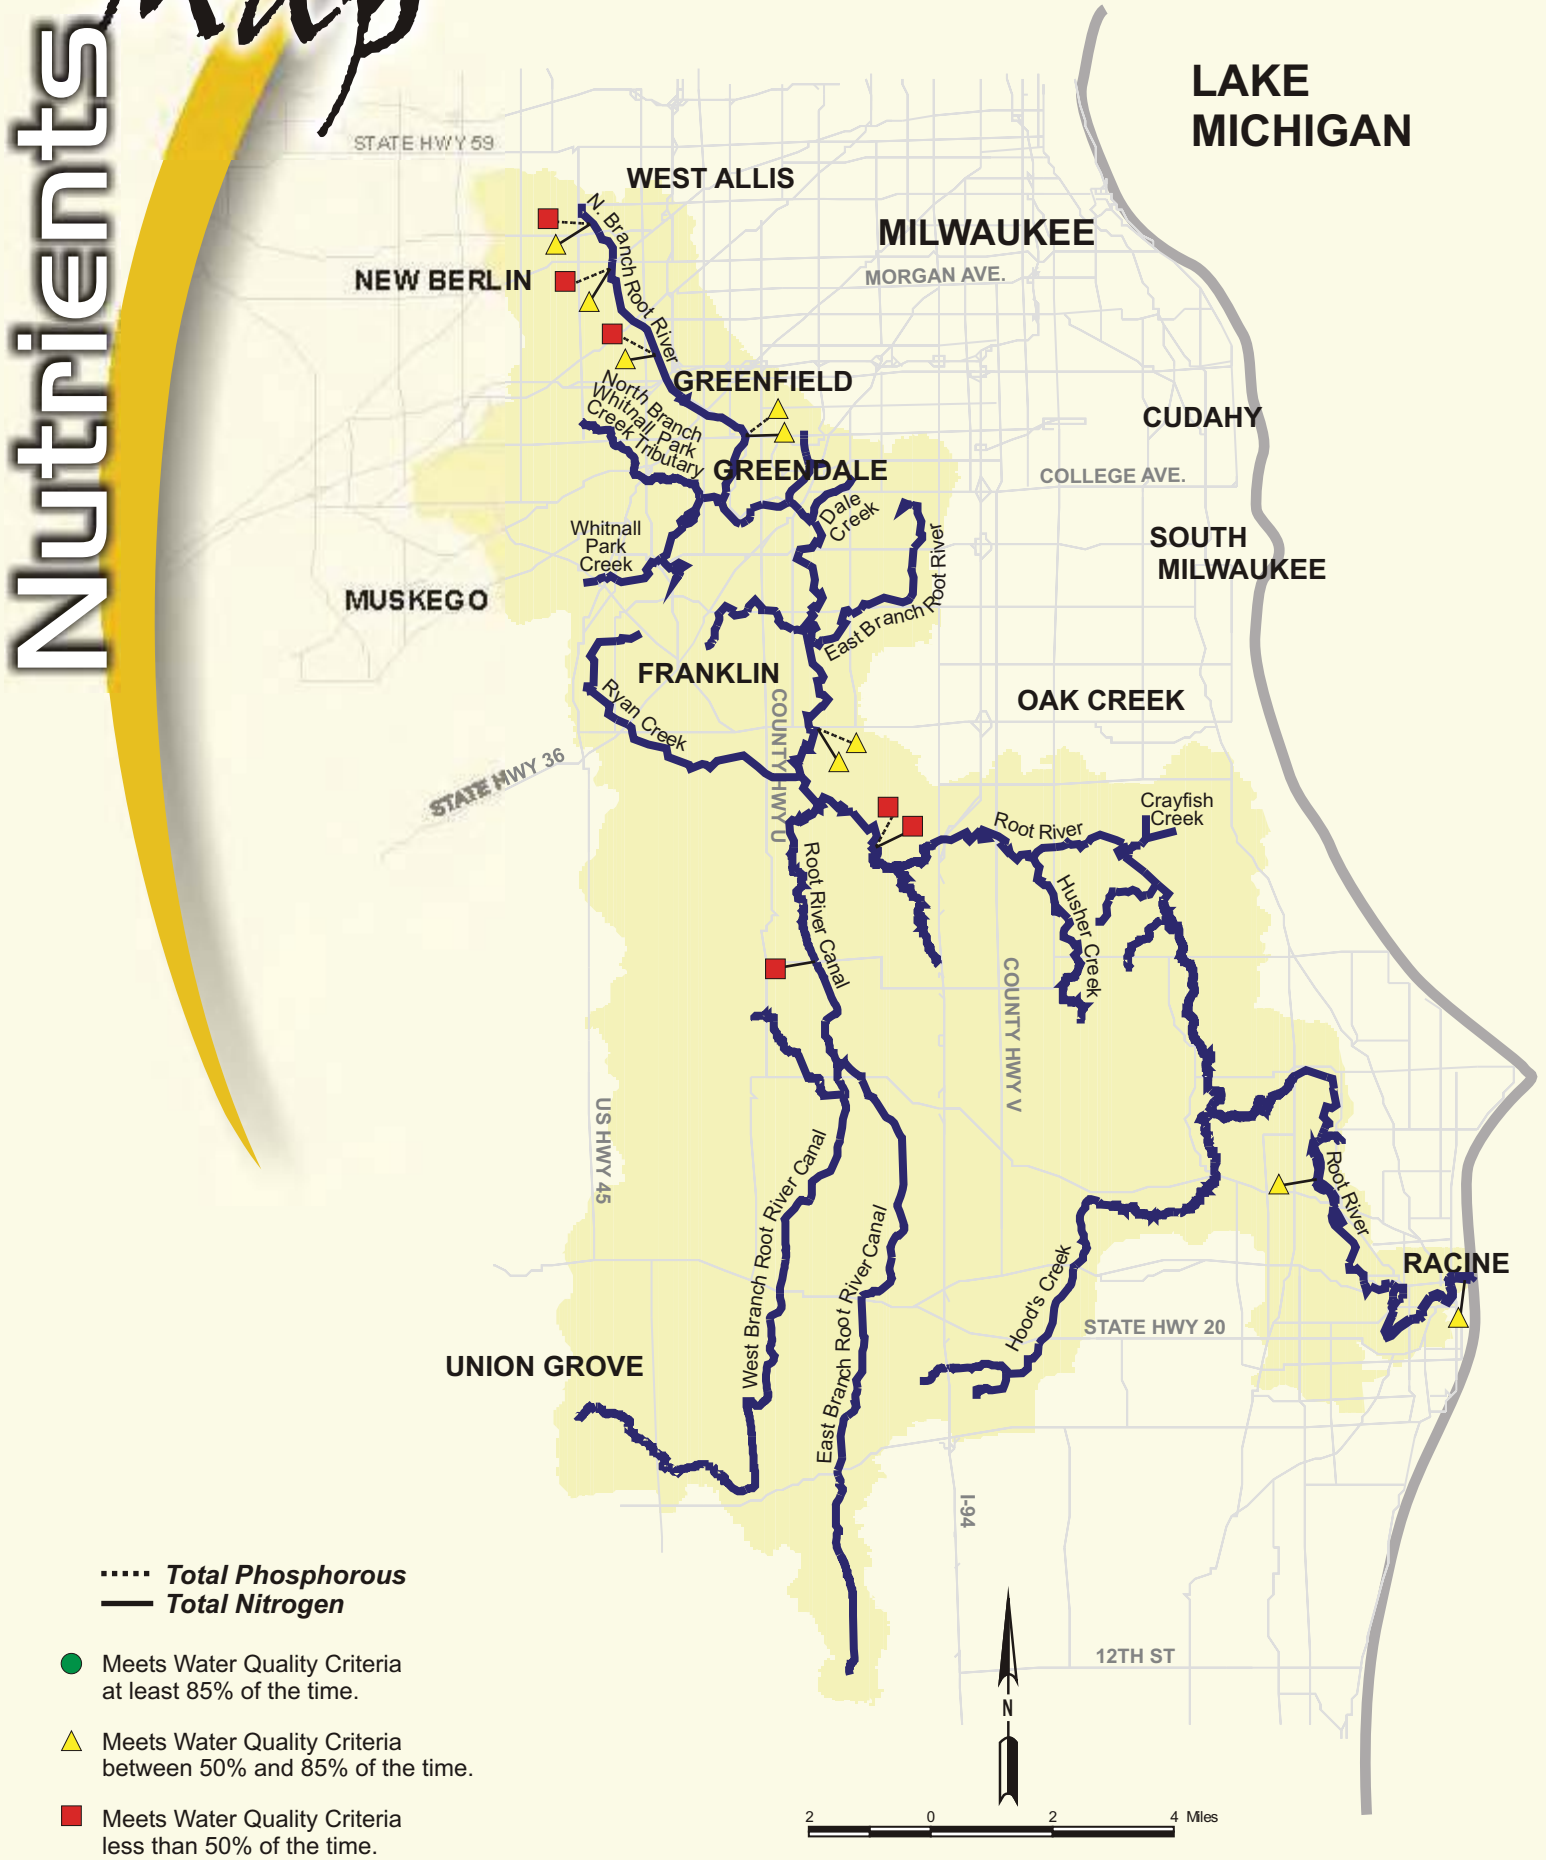 Nutrients
Map
LAKE
MICHIGAN
STATE HWY 59
WEST ALLIS
MILWAUKEE
N. Branch Root River
NEW BERLIN
MORGAN AVE.
GREENFIELD
North Branch
Whitnall Park
Creek Tributary
CUDAHY
GREENDALE
COLLEGE AVE.
Dale
Creek
Whitnall
Park
Creek
SOUTH
MILWAUKEE
MUSKEGO
East Branch Root River
FRANKLIN
Ryan Creek
COUNTY HWY U
OAK CREEK
STATE HWY 36
Crayfish
Creek
Root River
Root River Canal
Husher Creek
COUNTY HWY V
US HWY 45
West Branch Root River Canal
East Branch Root River Canal
Root River
Hood's Creek
RACINE
STATE HWY 20
UNION GROVE
I-94
12TH ST
Total Phosphorous
Total Nitrogen
Meets Water Quality Criteria
at least 85% of the time.
Meets Water Quality Criteria
between 50% and 85% of the time.
Meets Water Quality Criteria
less than 50% of the time.
N
2 0 2 4 Miles